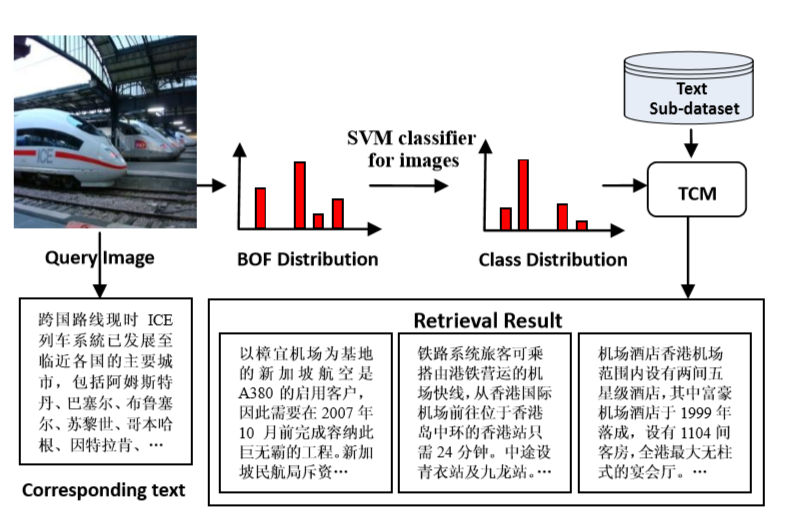 Text
Sub-dataset
SVM classifier
for images
TCM
ICE
Query Image
BOF Distribution
Class Distribution
跨国路线现时 ICE
列车系統已发展至
临近各国的主要城
市，包括阿姆斯特
丹、巴塞尔、布鲁塞
尔、苏黎世、哥本哈
根、因特拉肯、…
Corresponding text
Retrieval Result
以樟宜机场为基地
的新加坡航空是
A380 的启用客户，
因此需要在 2007 年
10 月前完成容纳此
巨无霸的工程。新加
坡民航局斥资…
铁路系统旅客可乘
搭由港铁营运的机
场快线，从香港国际
机场前往位于香港
岛中环的香港站只
需 24 分钟。中途设
青衣站及九龙站。…
机场酒店香港机场
范围内设有两间五
星级酒店，其中富豪
机场酒店于 1999 年
落成，设有 1104 间
客房，全港最大无柱
式的宴会厅。…